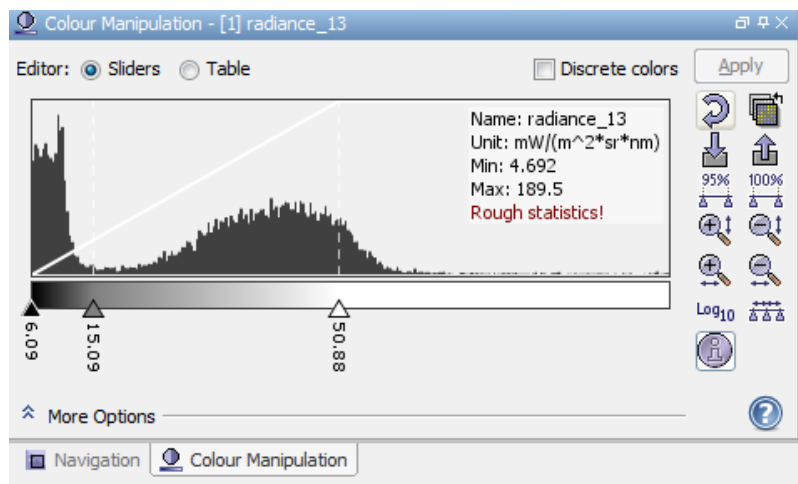 Colour Manipulation - [1] radiance_13
Editor: Sliders Table Discrete colors Apply
Name: radiance_13
Unit: mW/(m^2*sr*nm)
Min: 4.692
Max: 189.5
Rough statistics!
95% 100%
Log10
6.09 15.09 50.88
More Options
Navigation Colour Manipulation